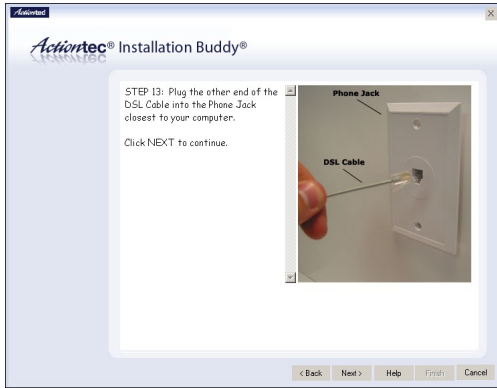 Actiontec
Actiontec® Installation Buddy®
STEP 13: Plug the other end of the
DSL Cable into the Phone Jack
closest to your computer.
Click NEXT to continue.
Phone Jack
DSL Cable
< Back Next > Help Finish Cancel